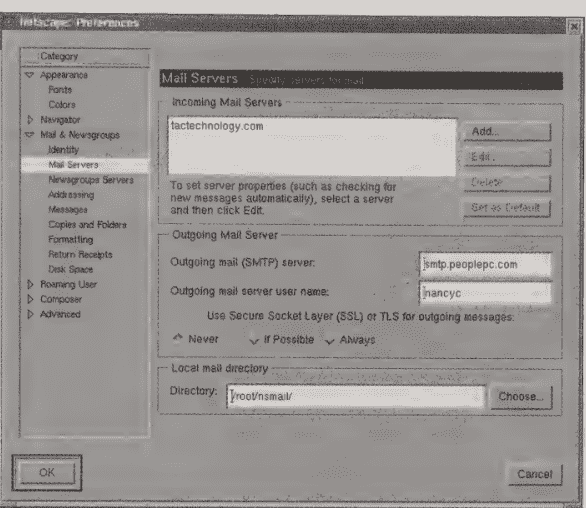 Netscape: Preferences
Category
Appearance
Fonts
Colors
Navigator
Mail & Newsgroups
Identity
Mail Servers
Newsgroups Servers
Addressing
Messages
Copies and Folders
Formatting
Return Receipts
Disk Space
Roaming User
Composer
Advanced
Mail Servers Specify servers for mail
Incoming Mail Servers
tactechnology.com
Add...
Edit...
Delete
Set as Default
To set server properties (such as checking for
new messages automatically), select a server
and then click Edit.
Outgoing Mail Server
Outgoing mail (SMTP) server:
smtp.peoplepc.com
Outgoing mail server user name:
nancyc
Use Secure Socket Layer (SSL) or TLS for outgoing messages:
Never If Possible Always
Local mail directory
Directory: /root/nsmail/ Choose...
OK Cancel